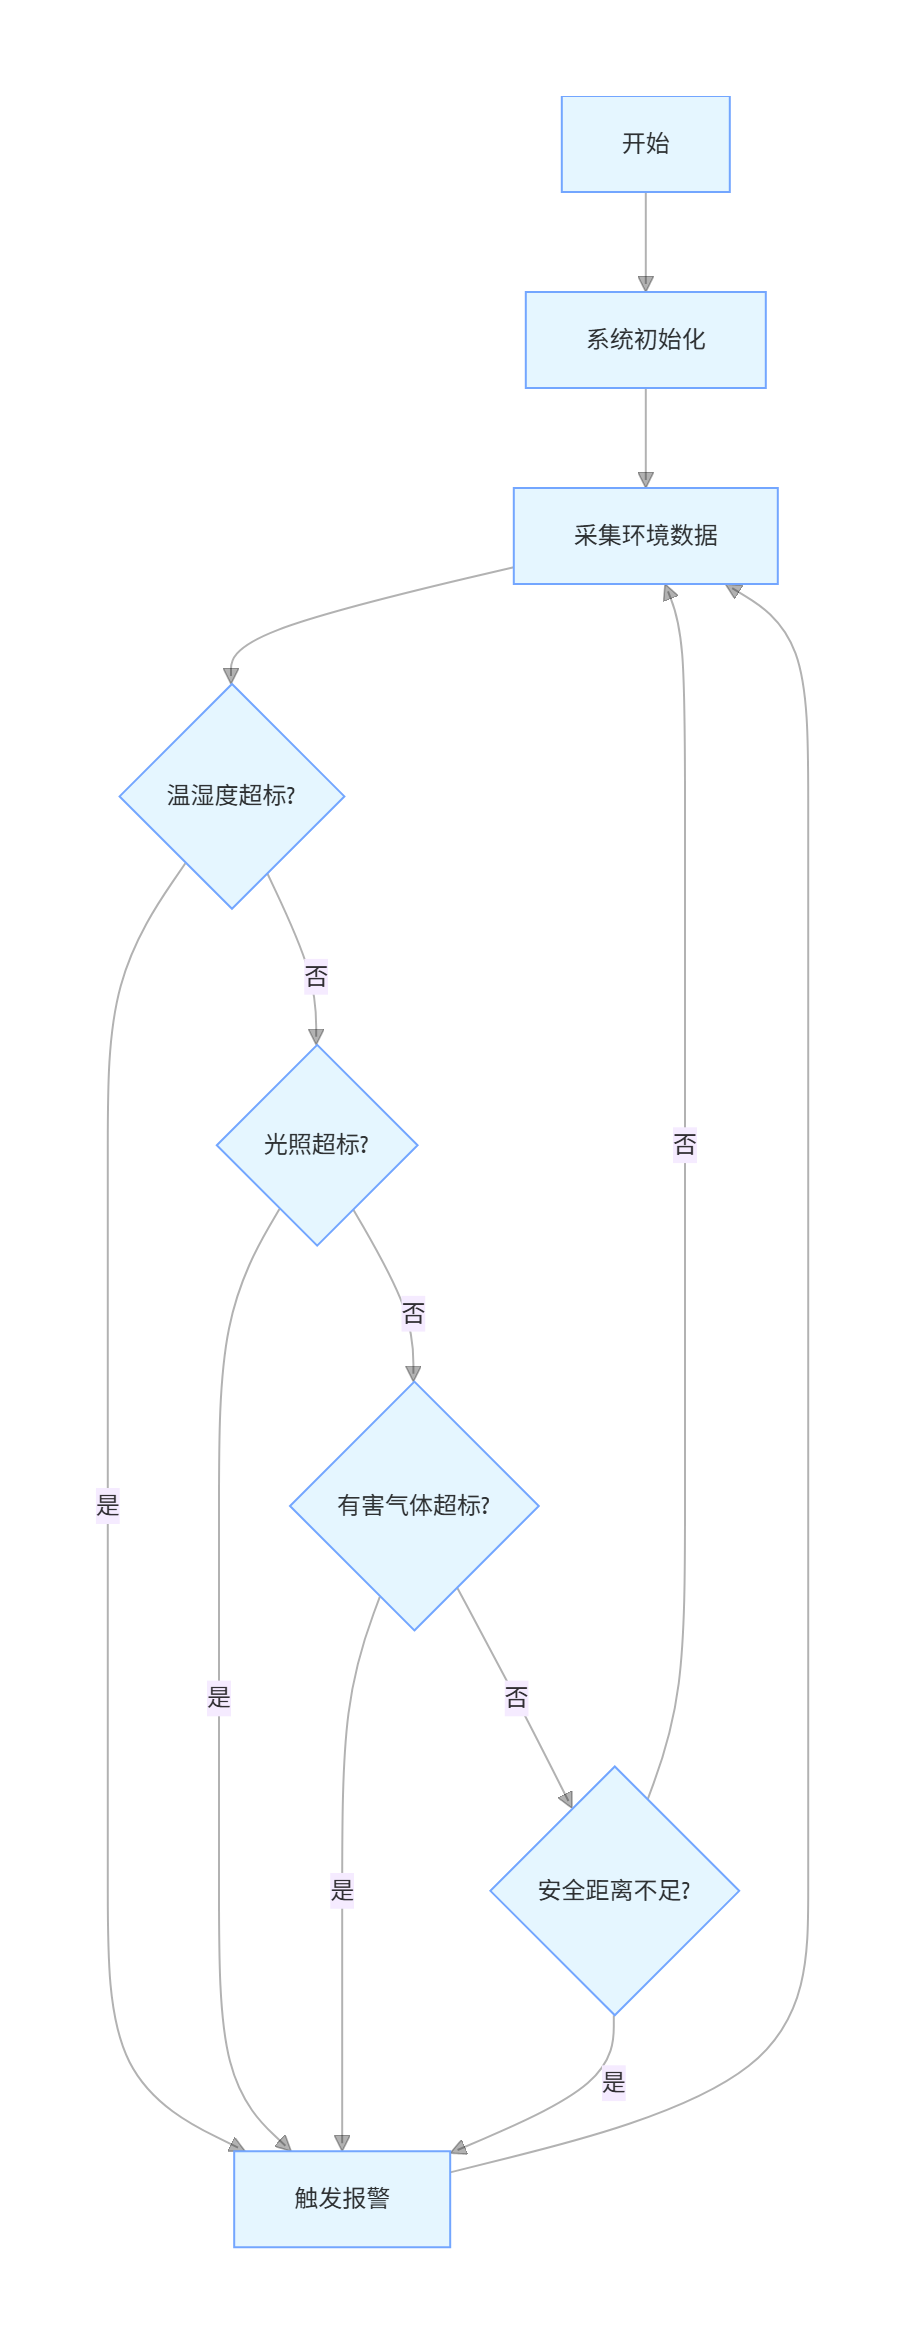 开始
系统初始化
采集环境数据
温湿度超标?
否
光照超标?
否
否
有害气体超标?
是
是
否
安全距离不足?
是
是
触发报警